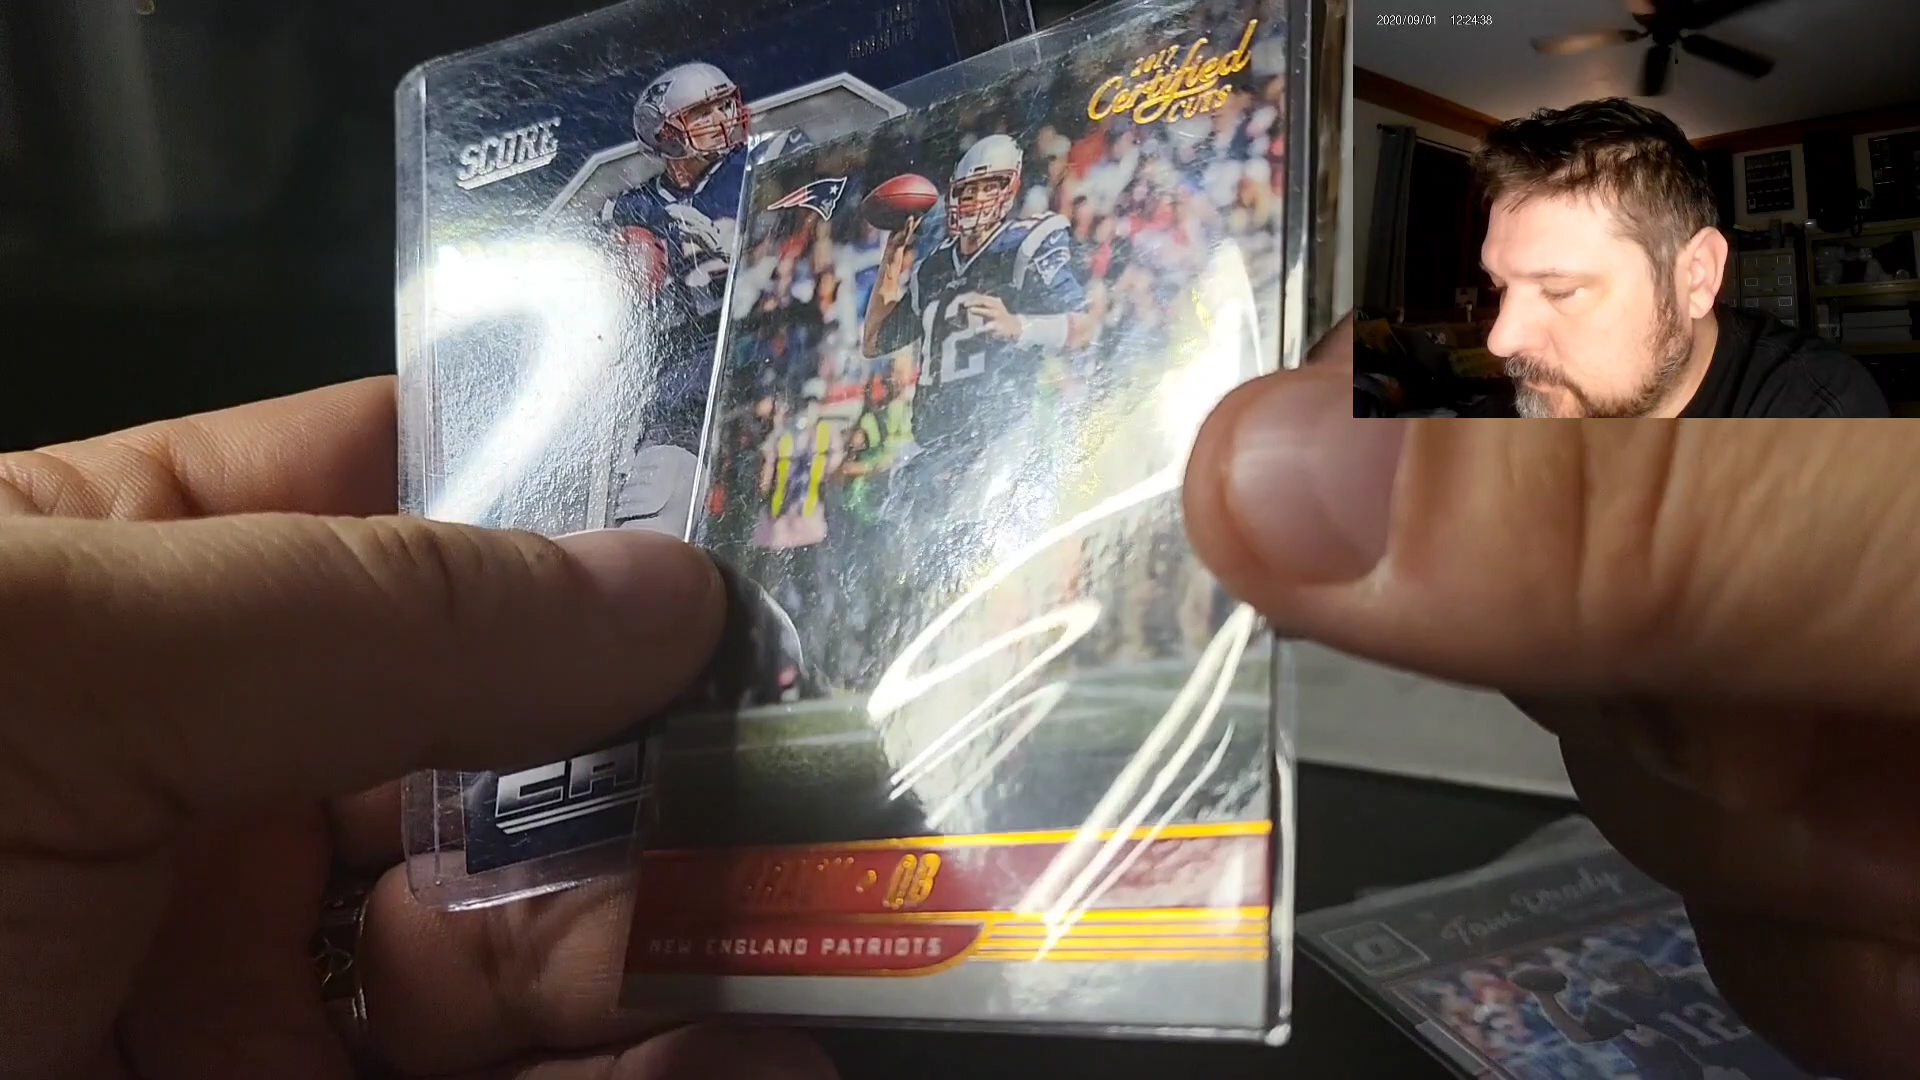 2020/09/01 12:24:38
2017
Certified
CUTS
SCORE
12
QB
NEW ENGLAND PATRIOTS
Tom Brady
12